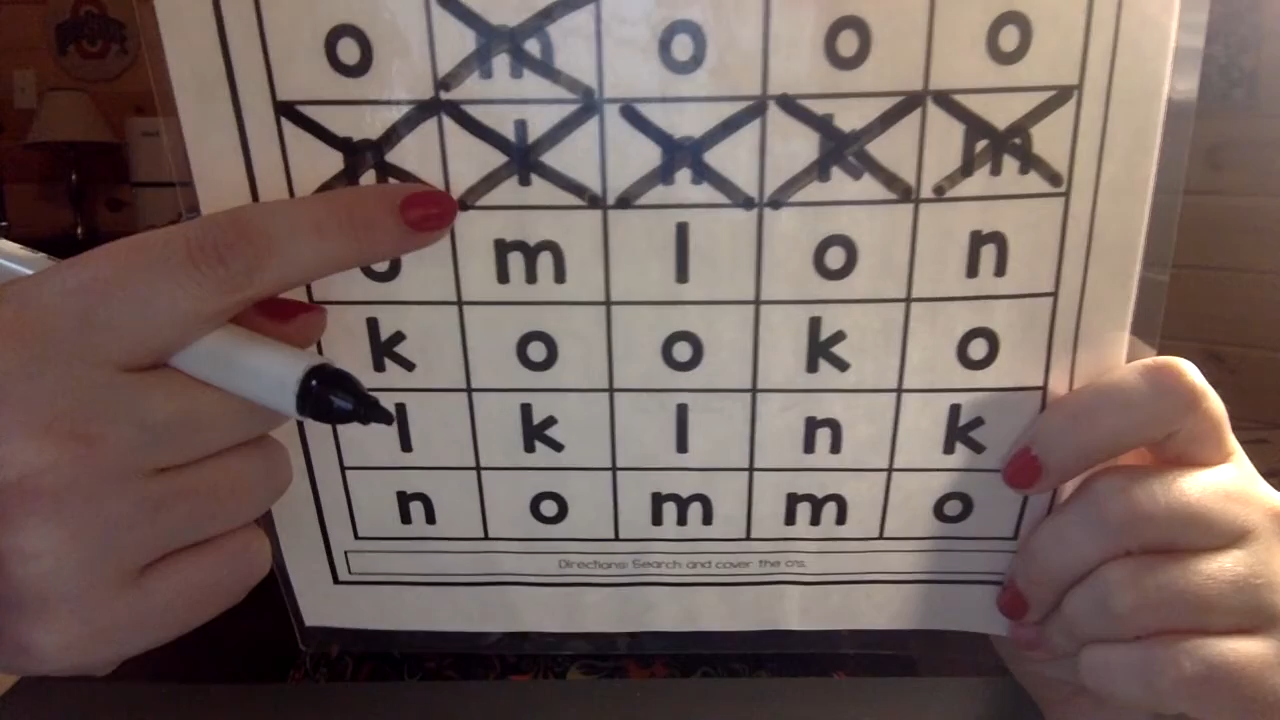 o m o o o
n l n k m
o m l o n
k o o k o
l k l n k
n o m m o
Directions: Search and cover the o's.